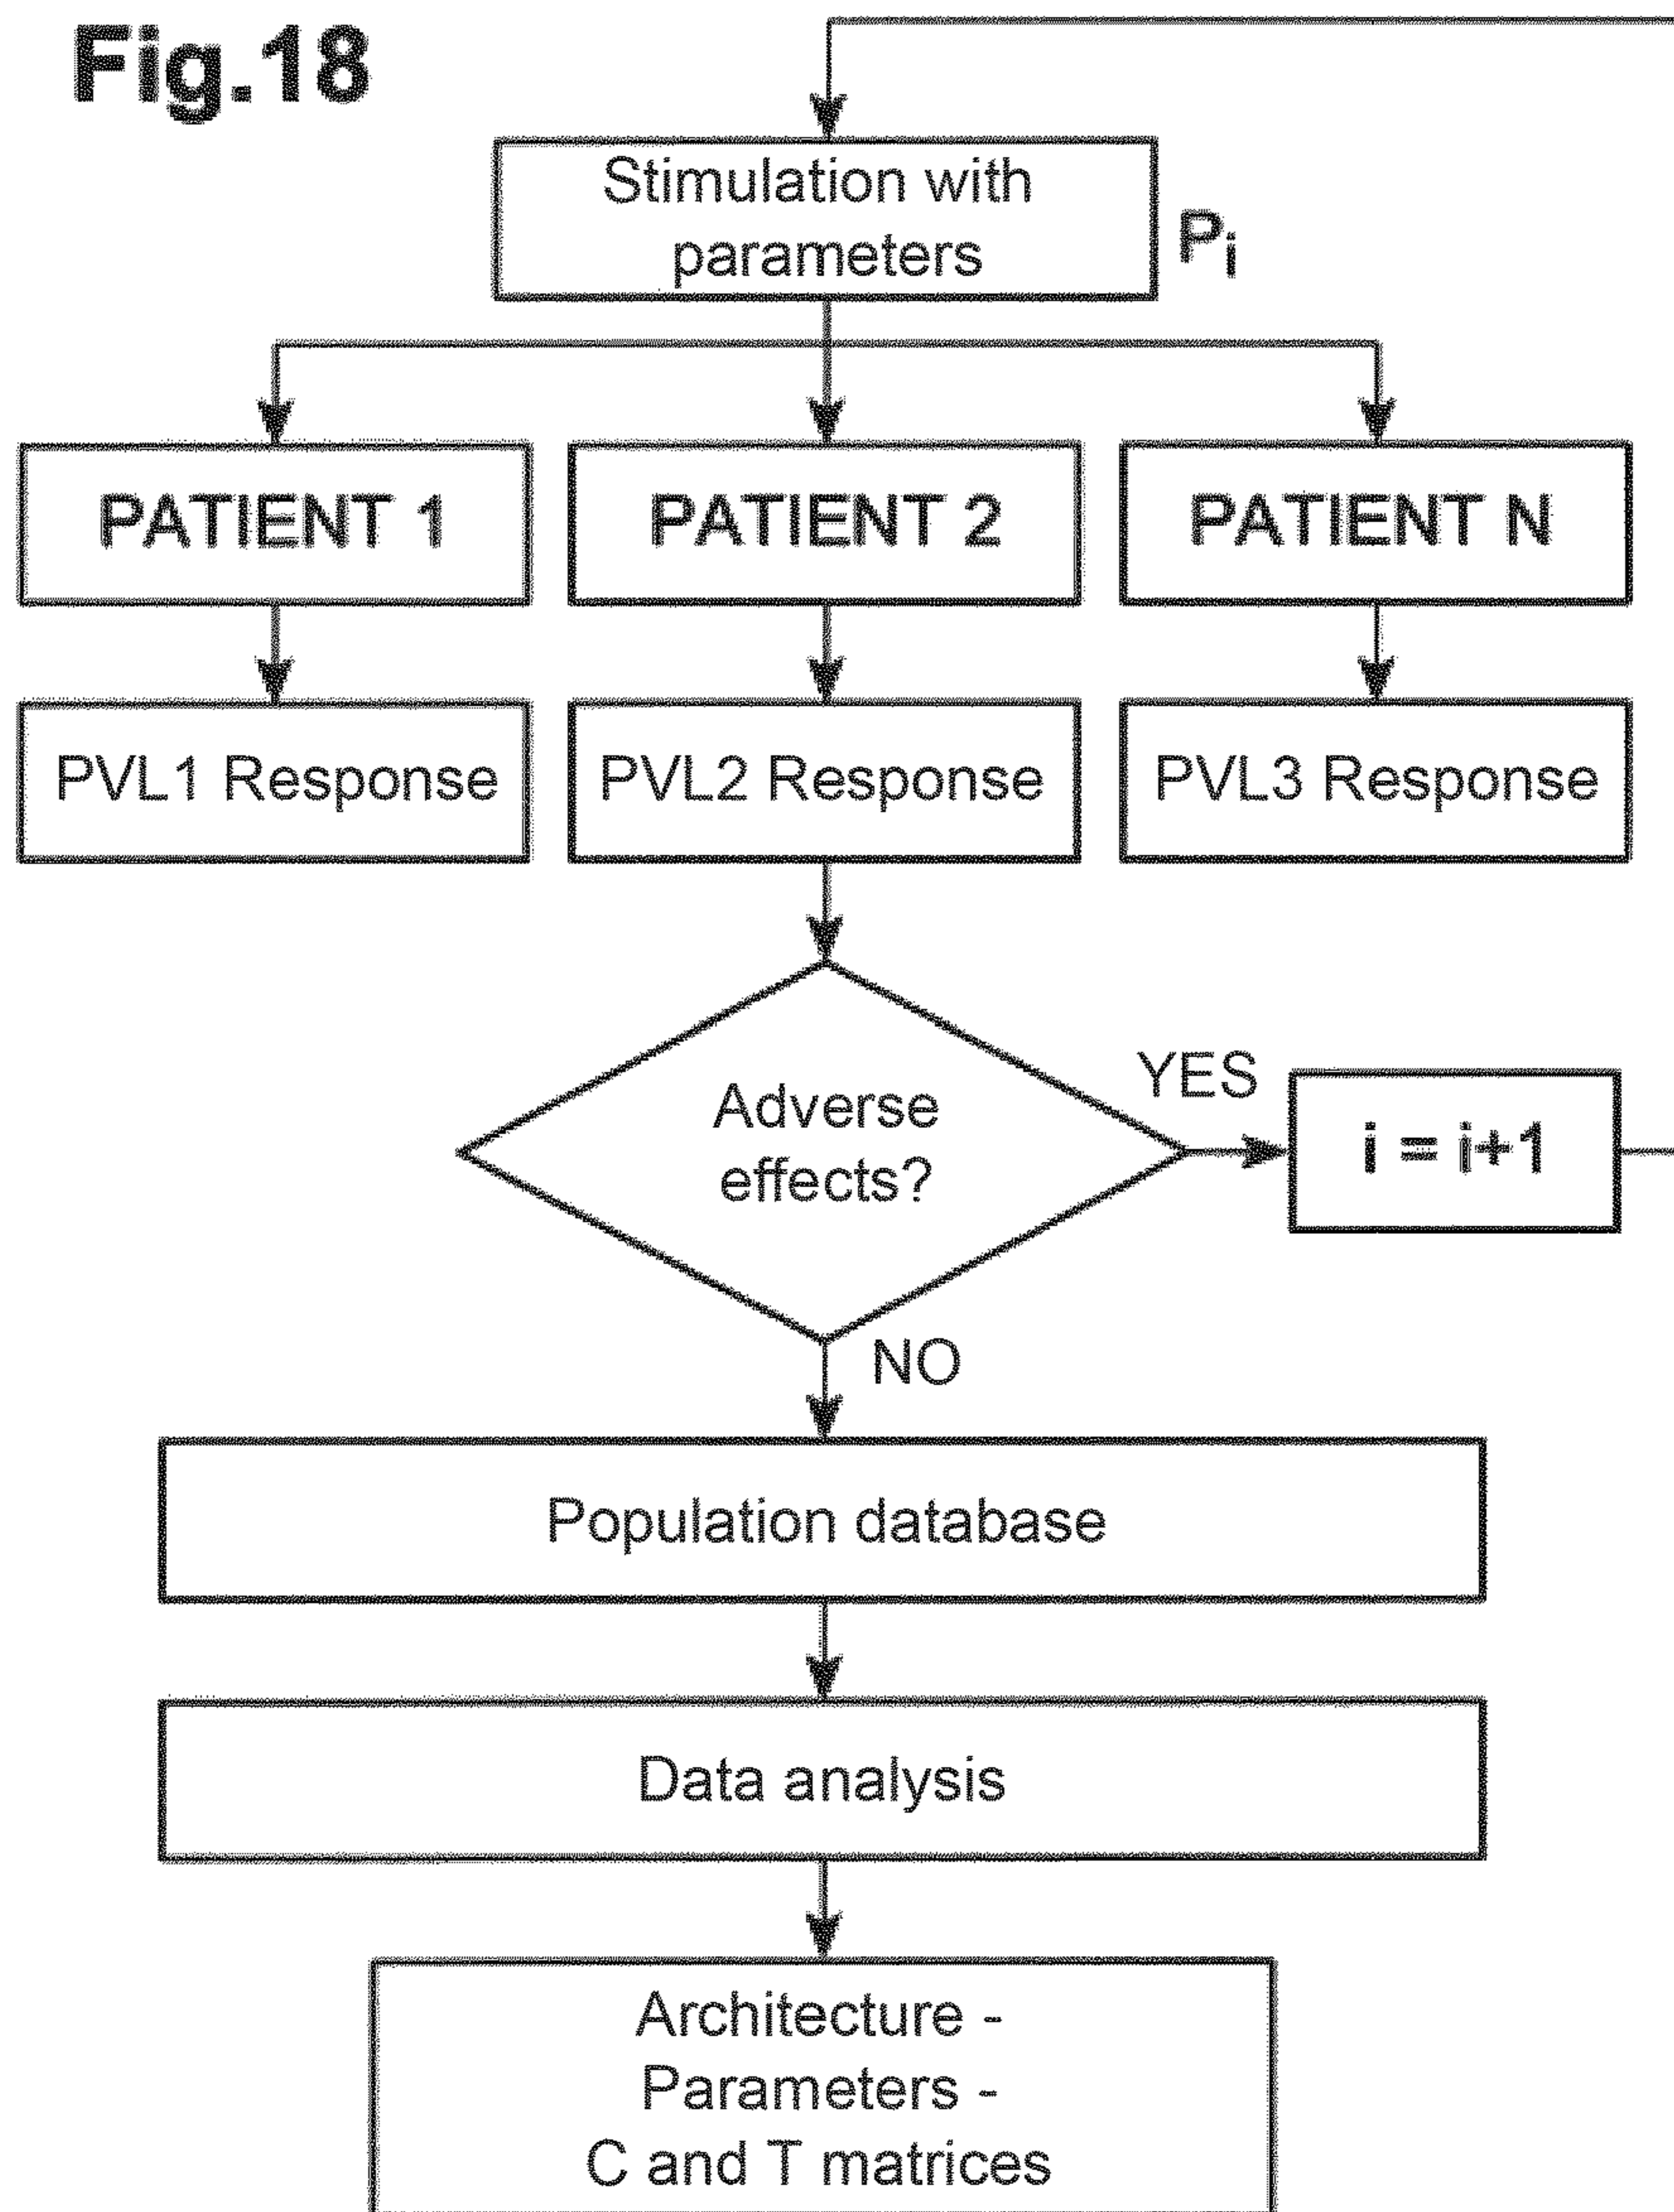 Fig.18
Stimulation with
parameters
Pi
PATIENT 1
PATIENT 2
PATIENT N
PVL1 Response
PVL2 Response
PVL3 Response
Adverse
effects?
YES
i = i+1
NO
Population database
Data analysis
Architecture -
Parameters -
C and T matrices